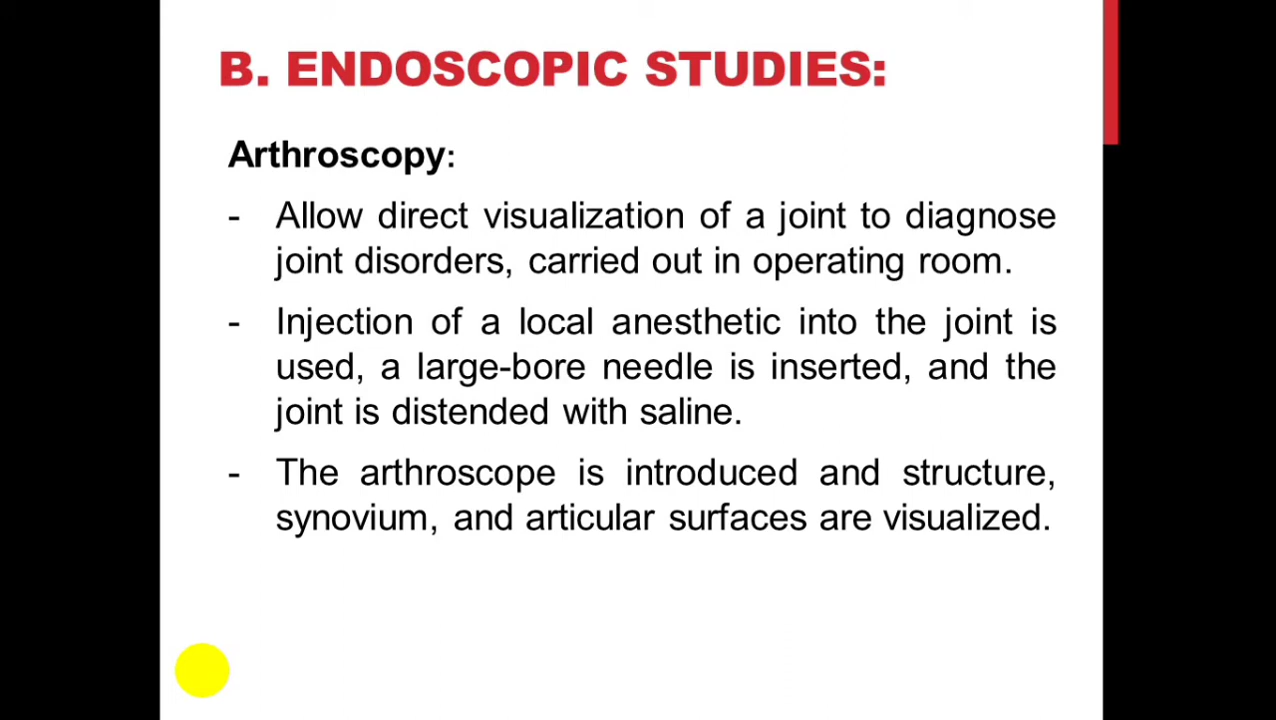 B. ENDOSCOPIC STUDIES:
Arthroscopy:
- Allow direct visualization of a joint to diagnose
joint disorders, carried out in operating room.
- Injection of a local anesthetic into the joint is
used, a large-bore needle is inserted, and the
joint is distended with saline.
- The arthroscope is introduced and structure,
synovium, and articular surfaces are visualized.